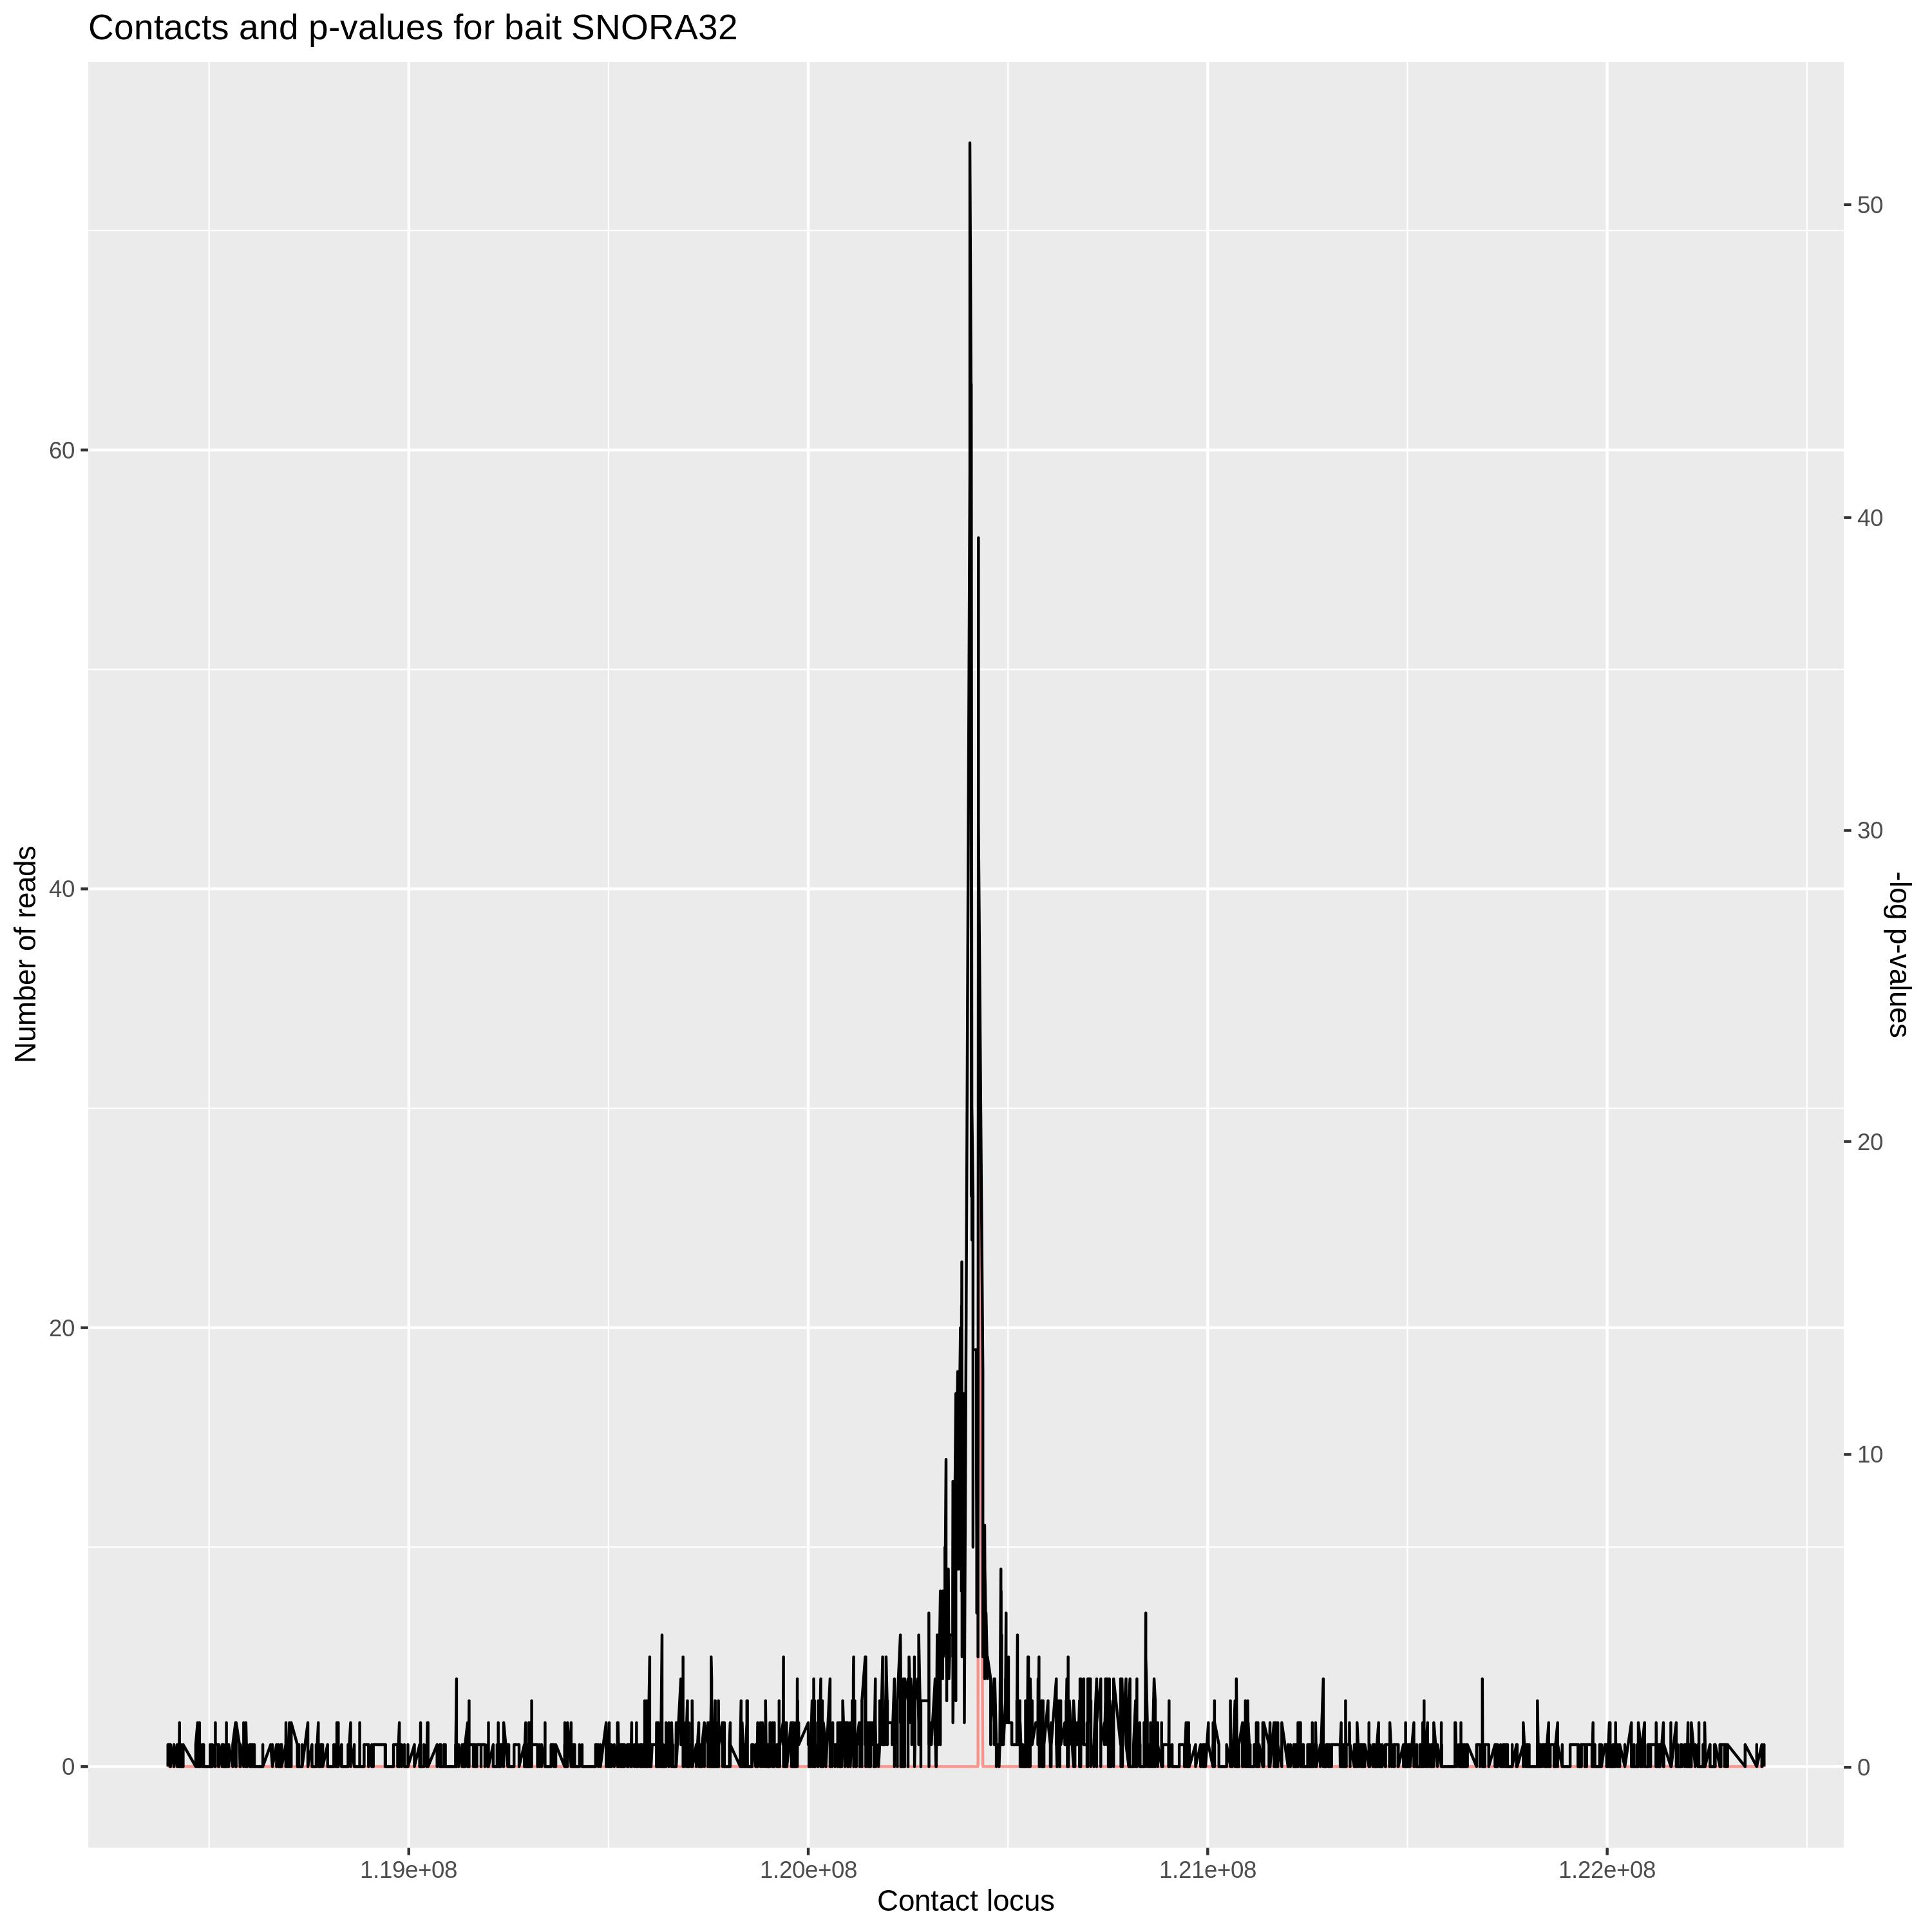 Contacts and p-values for bait SNORA32
Number of reads
60
40
20
0
50
40
30
20
10
0
-log p-values
1.19e+08
1.20e+08
1.21e+08
1.22e+08
Contact locus